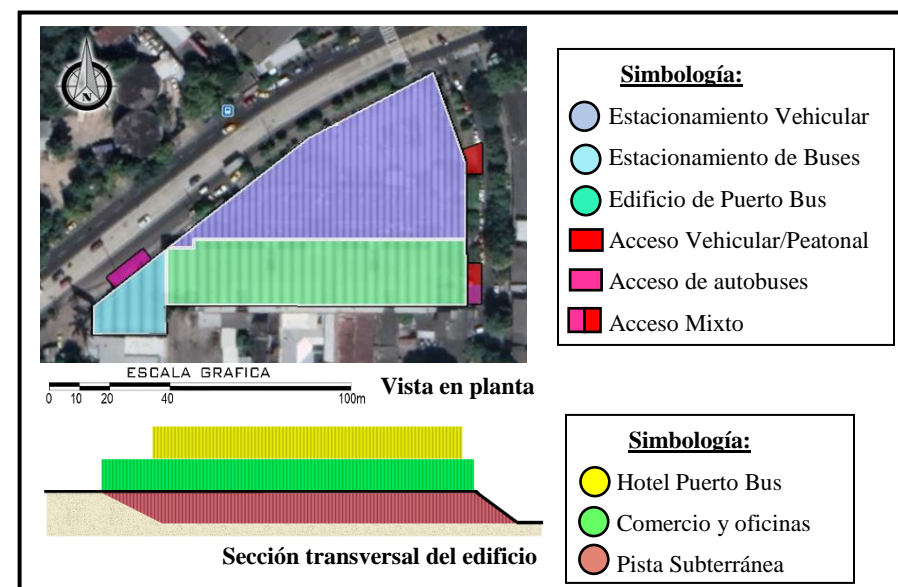 N
Simbología:
Estacionamiento Vehicular
Estacionamiento de Buses
Edificio de Puerto Bus
Acceso Vehicular/Peatonal
Acceso de autobuses
Acceso Mixto
ESCALA GRAFICA
0 10 20 40 100m
Vista en planta
Simbología:
Hotel Puerto Bus
Comercio y oficinas
Pista Subterránea
Sección transversal del edificio